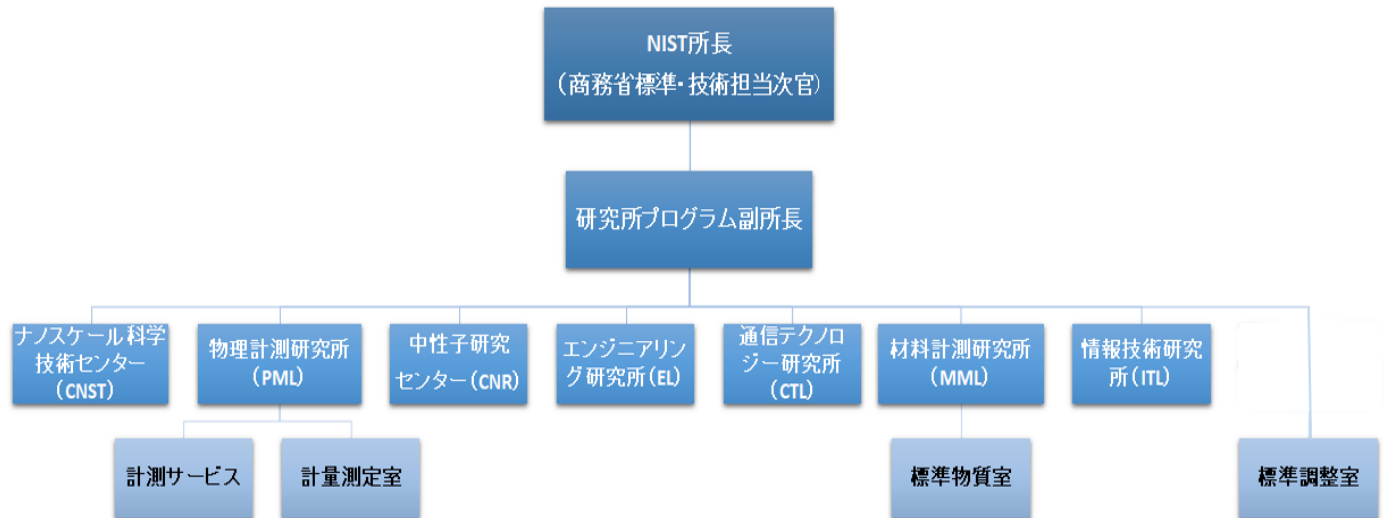 NIST所長
（商務省標準・技術担当次官）
研究所プログラム副所長
ナノスケール科学
技術センター
（CNST）
物理計測研究所
（PML）
中性子研究
センター（CNR）
エンジニアリン
グ研究所（EL）
通信テクノロ
ジー研究所
（CTL）
材料計測研究所
（MML）
情報技術研究
所（ITL）
計測サービス
計量測定室
標準物質室
標準調整室